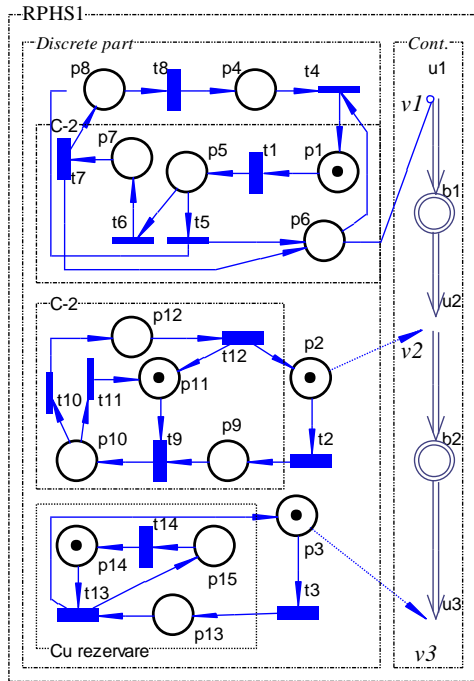 RPHS1
Discrete part
Cont.
p8
t8
p4
t4
u1
v1
C-2
p7
p5
t1
p1
t7
b1
t6
t5
p6
u2
C-2
p12
t12
p2
v2
t10
t11
p11
b2
p10
t9
p9
t2
t14
p14
p15
p3
t13
t3
u3
p13
Cu rezervare
v3